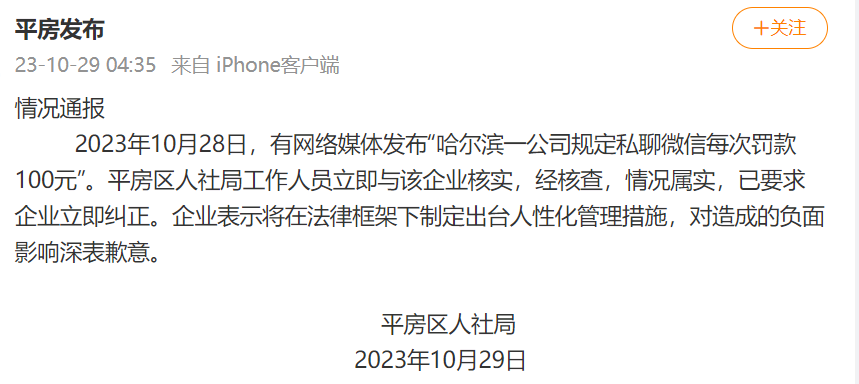 平房发布
+关注
23-10-29 04:35 来自 iPhone客户端
情况通报
2023年10月28日，有网络媒体发布“哈尔滨一公司规定私聊微信每次罚款
100元”。平房区人社局工作人员立即与该企业核实，经核查，情况属实，已要求
企业立即纠正。企业表示将在法律框架下制定出台人性化管理措施，对造成的负面
影响深表歉意。
平房区人社局
2023年10月29日